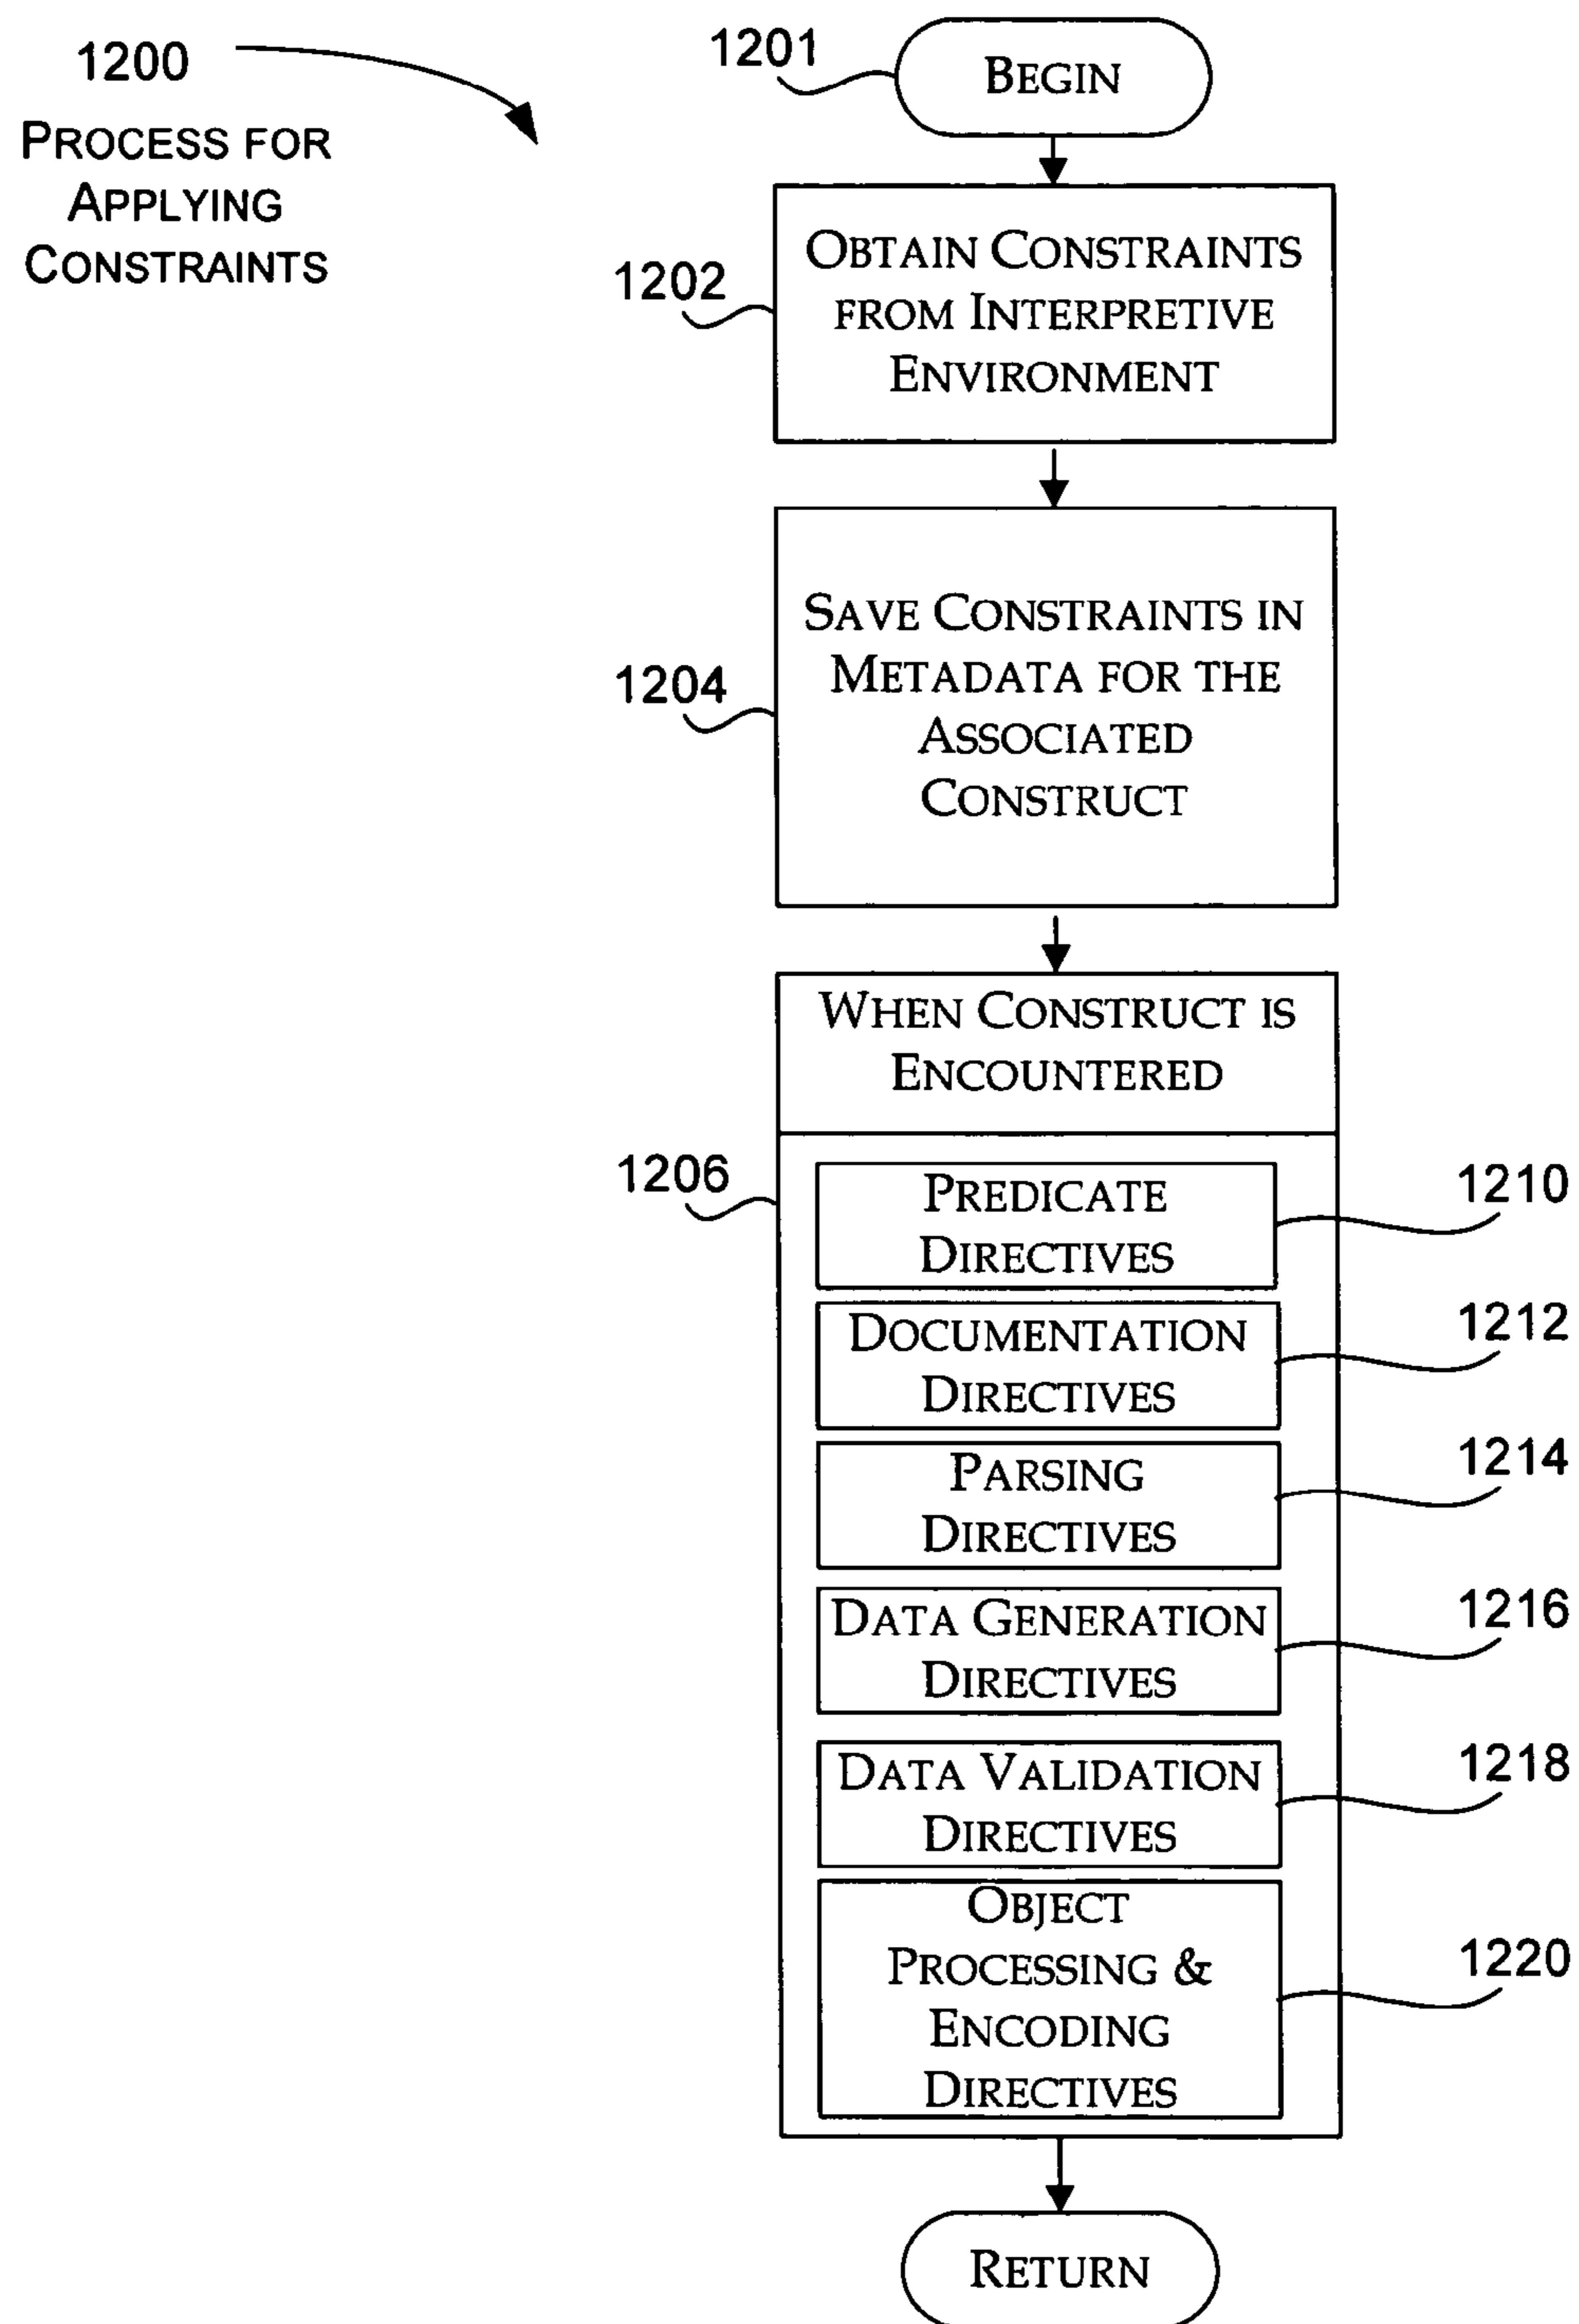 1200
PROCESS FOR
APPLYING
CONSTRAINTS
1201
BEGIN
1202
OBTAIN CONSTRAINTS
FROM INTERPRETIVE
ENVIRONMENT
1204
SAVE CONSTRAINTS IN
METADATA FOR THE
ASSOCIATED
CONSTRUCT
WHEN CONSTRUCT IS
ENCOUNTERED
1206
PREDICATE
DIRECTIVES
1210
DOCUMENTATION
DIRECTIVES
1212
PARSING
DIRECTIVES
1214
DATA GENERATION
DIRECTIVES
1216
DATA VALIDATION
DIRECTIVES
1218
OBJECT
PROCESSING &
ENCODING
DIRECTIVES
1220
RETURN